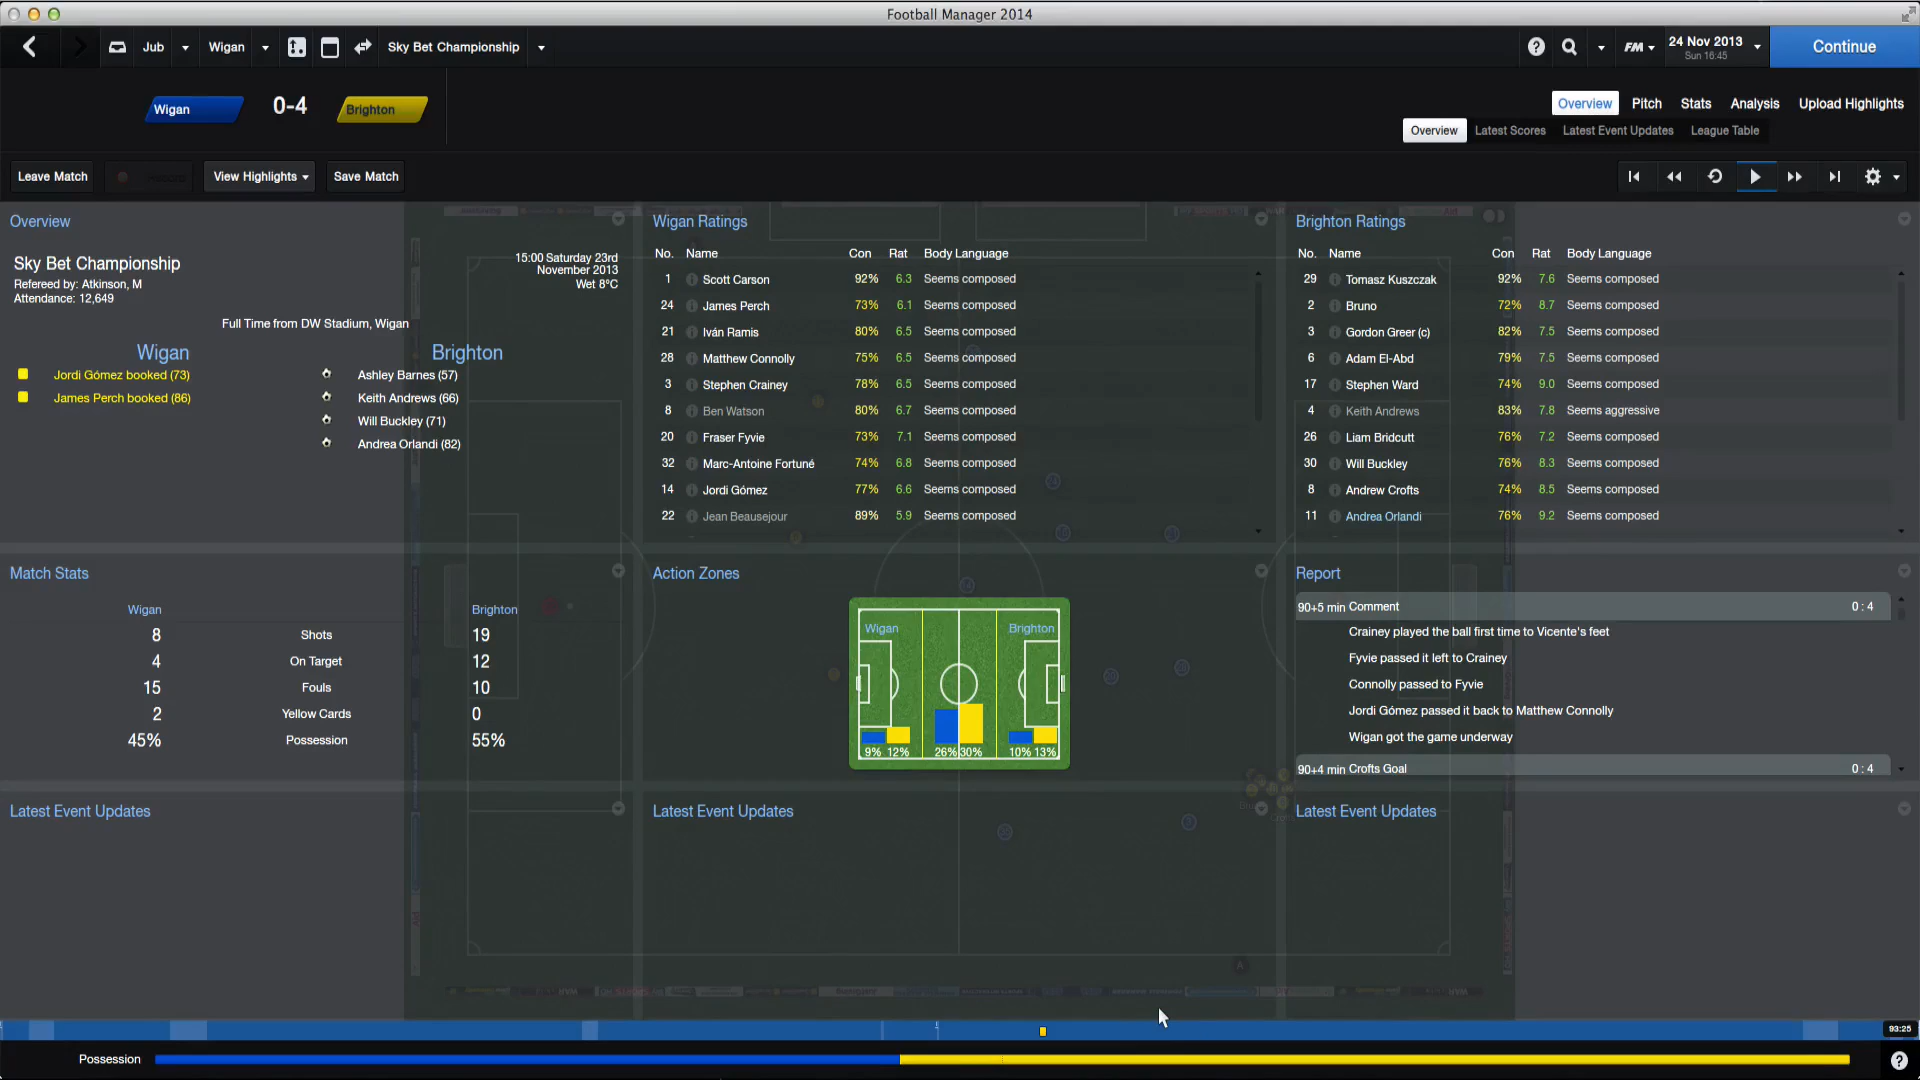 Football Manager 2014
Jub
Wigan
Sky Bet Championship
FM
24 Nov 2013
Sun 16:45
Continue
Wigan
0-4
Brighton
Overview
Pitch
Stats
Analysis
Upload Highlights
Overview
Latest Scores
Latest Event Updates
League Table
Leave Match
View Highlights
Save Match
Overview
Sky Bet Championship
Refereed by: Atkinson, M
Attendance: 12,649
15:00 Saturday 23rd
November 2013
Wet 8°C
Full Time from DW Stadium, Wigan
Wigan
Brighton
Jordi Gómez booked (73)
James Perch booked (86)
Ashley Barnes (57)
Keith Andrews (66)
Will Buckley (71)
Andrea Orlandi (82)
Wigan Ratings
No. Name Con Rat Body Language
1 Scott Carson 92% 6.3 Seems composed
24 James Perch 73% 6.1 Seems composed
21 Iván Ramis 80% 6.5 Seems composed
28 Matthew Connolly 75% 6.5 Seems composed
3 Stephen Crainey 78% 6.5 Seems composed
8 Ben Watson 80% 6.7 Seems composed
20 Fraser Fyvie 73% 7.1 Seems composed
32 Marc-Antoine Fortuné 74% 6.8 Seems composed
14 Jordi Gómez 77% 6.6 Seems composed
22 Jean Beausejour 89% 5.9 Seems composed
Brighton Ratings
No. Name Con Rat Body Language
29 Tomasz Kuszczak 92% 7.6 Seems composed
2 Bruno 72% 8.7 Seems composed
3 Gordon Greer (c) 82% 7.5 Seems composed
6 Adam El-Abd 79% 7.5 Seems composed
17 Stephen Ward 74% 9.0 Seems composed
4 Keith Andrews 83% 7.8 Seems aggressive
26 Liam Bridcutt 76% 7.2 Seems composed
30 Will Buckley 76% 8.3 Seems composed
8 Andrew Crofts 74% 8.5 Seems composed
11 Andrea Orlandi 76% 9.2 Seems composed
Match Stats
Wigan Brighton
8 Shots 19
4 On Target 12
15 Fouls 10
2 Yellow Cards 0
45% Possession 55%
Action Zones
Wigan
Brighton
9% 12% 26% 30% 10% 13%
Report
90+5 min Comment 0 : 4
Crainey played the ball first time to Vicente's feet
Fyvie passed it left to Crainey
Connolly passed to Fyvie
Jordi Gómez passed it back to Matthew Connolly
Wigan got the game underway
90+4 min Crofts Goal 0 : 4
Latest Event Updates
Latest Event Updates
Latest Event Updates
93:25
Possession